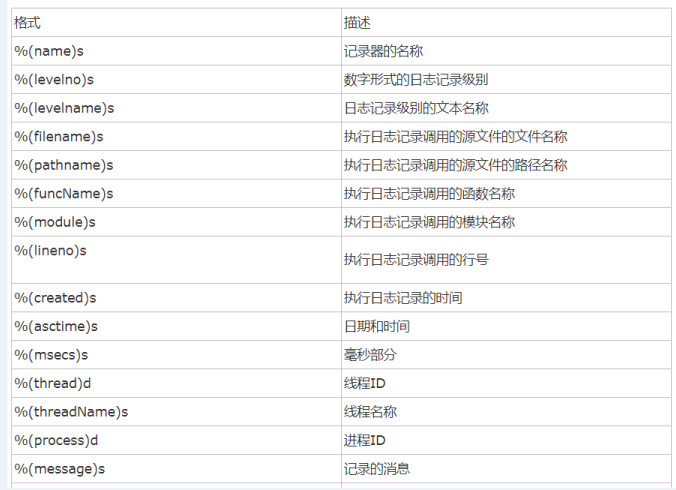 格式 描述
%(name)s 记录器的名称
%(levelno)s 数字形式的日志记录级别
%(levelname)s 日志记录级别的文本名称
%(filename)s 执行日志记录调用的源文件的文件名称
%(pathname)s 执行日志记录调用的源文件的路径名称
%(funcName)s 执行日志记录调用的函数名称
%(module)s 执行日志记录调用的模块名称
%(lineno)s 执行日志记录调用的行号
%(created)s 执行日志记录的时间
%(asctime)s 日期和时间
%(msecs)s 毫秒部分
%(thread)d 线程ID
%(threadName)s 线程名称
%(process)d 进程ID
%(message)s 记录的消息